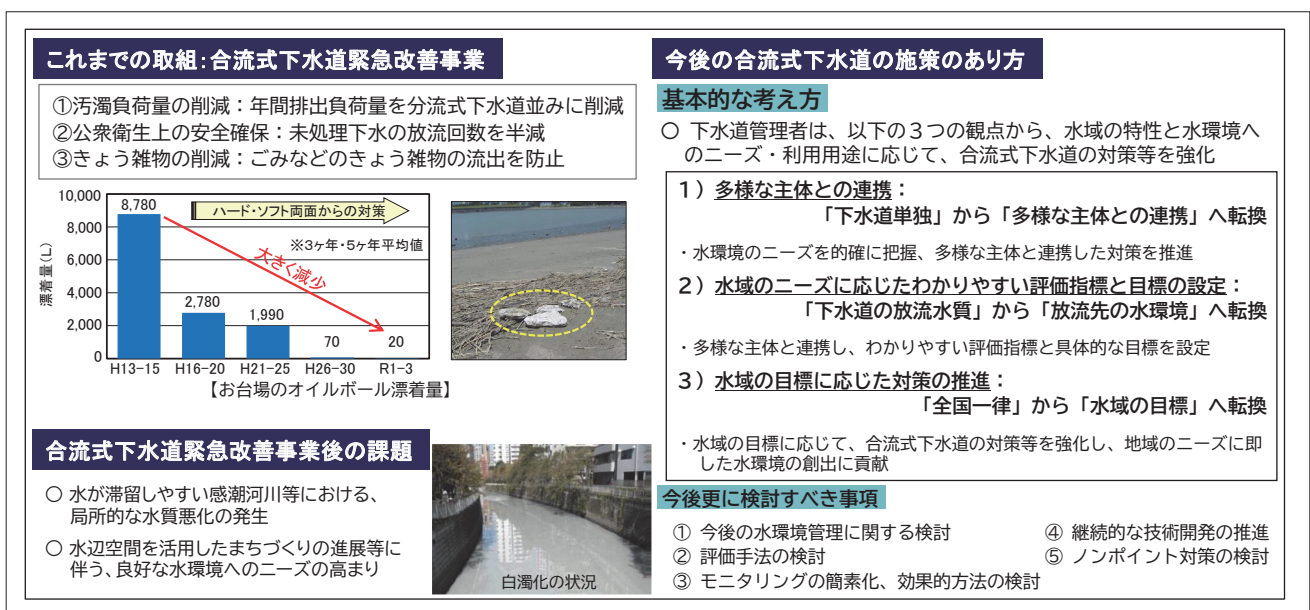 これまでの取組：合流式下水道緊急改善事業
①汚濁負荷量の削減：年間排出負荷量を分流式下水道並みに削減
②公衆衛生上の安全確保：未処理下水の放流回数を半減
③きょう雑物の削減：ごみなどのきょう雑物の流出を防止
漂着量(L)
10,000
8,000
6,000
4,000
2,000
0
8,780
2,780
1,990
70
20
ハード・ソフト両面からの対策
※3ヶ年・5ヶ年平均値
大きく減少
H13-15
H16-20
H21-25
H26-30
R1-3
【お台場のオイルボール漂着量】
合流式下水道緊急改善事業後の課題
○ 水が滞留しやすい感潮河川等における、
局所的な水質悪化の発生
○ 水辺空間を活用したまちづくりの進展等に
伴う、良好な水環境へのニーズの高まり
白濁化の状況
今後の合流式下水道の施策のあり方
基本的な考え方
○ 下水道管理者は、以下の３つの観点から、水域の特性と水環境へ
のニーズ・利用用途に応じて、合流式下水道の対策等を強化
１）多様な主体との連携：
「下水道単独」から「多様な主体との連携」へ転換
・水環境のニーズを的確に把握、多様な主体と連携した対策を推進
２）水域のニーズに応じたわかりやすい評価指標と目標の設定：
「下水道の放流水質」から「放流先の水環境」へ転換
・多様な主体と連携し、わかりやすい評価指標と具体的な目標を設定
３）水域の目標に応じた対策の推進：
「全国一律」から「水域の目標」へ転換
・水域の目標に応じて、合流式下水道の対策等を強化し、地域のニーズに即
した水環境の創出に貢献
今後更に検討すべき事項
① 今後の水環境管理に関する検討
② 評価手法の検討
③ モニタリングの簡素化、効果的方法の検討
④ 継続的な技術開発の推進
⑤ ノンポイント対策の検討